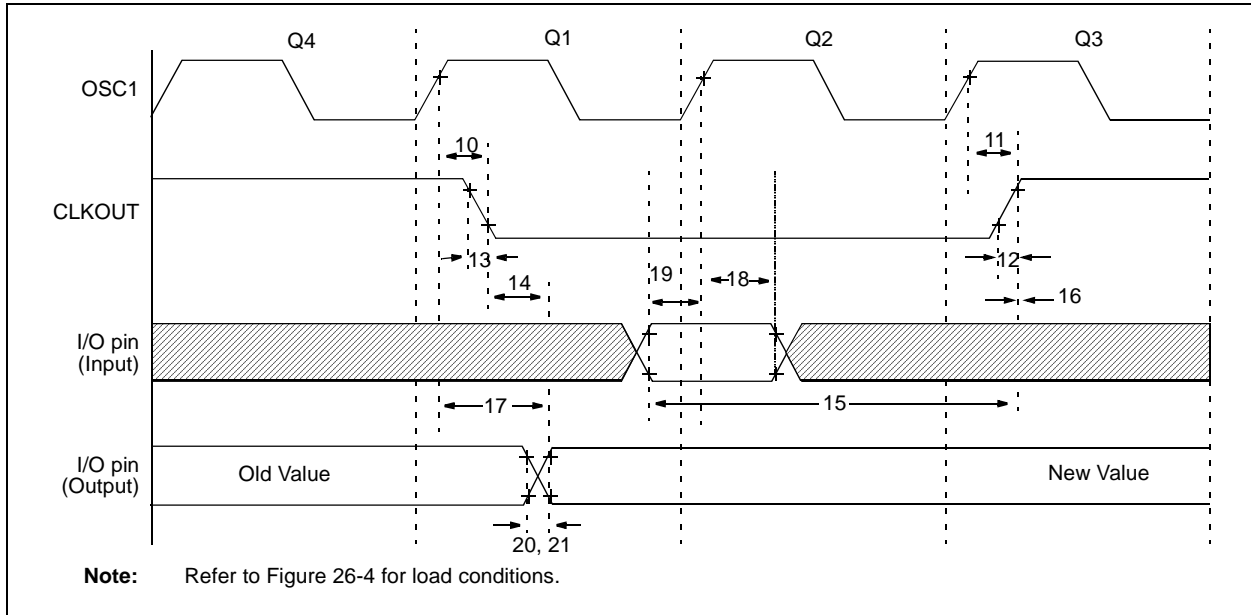 Q4 Q1 Q2 Q3
OSC1
10 11
CLKOUT
13 12
19 18
14 16
I/O pin
(Input)
17 15
I/O pin
(Output)
Old Value New Value
20, 21
Note: Refer to Figure 26-4 for load conditions.